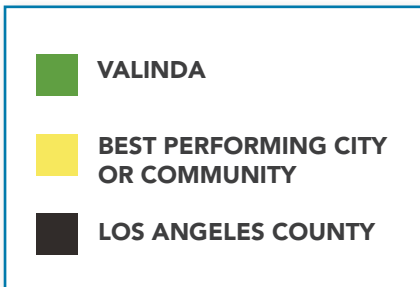 VALINDA
BEST PERFORMING CITY
OR COMMUNITY
LOS ANGELES COUNTY